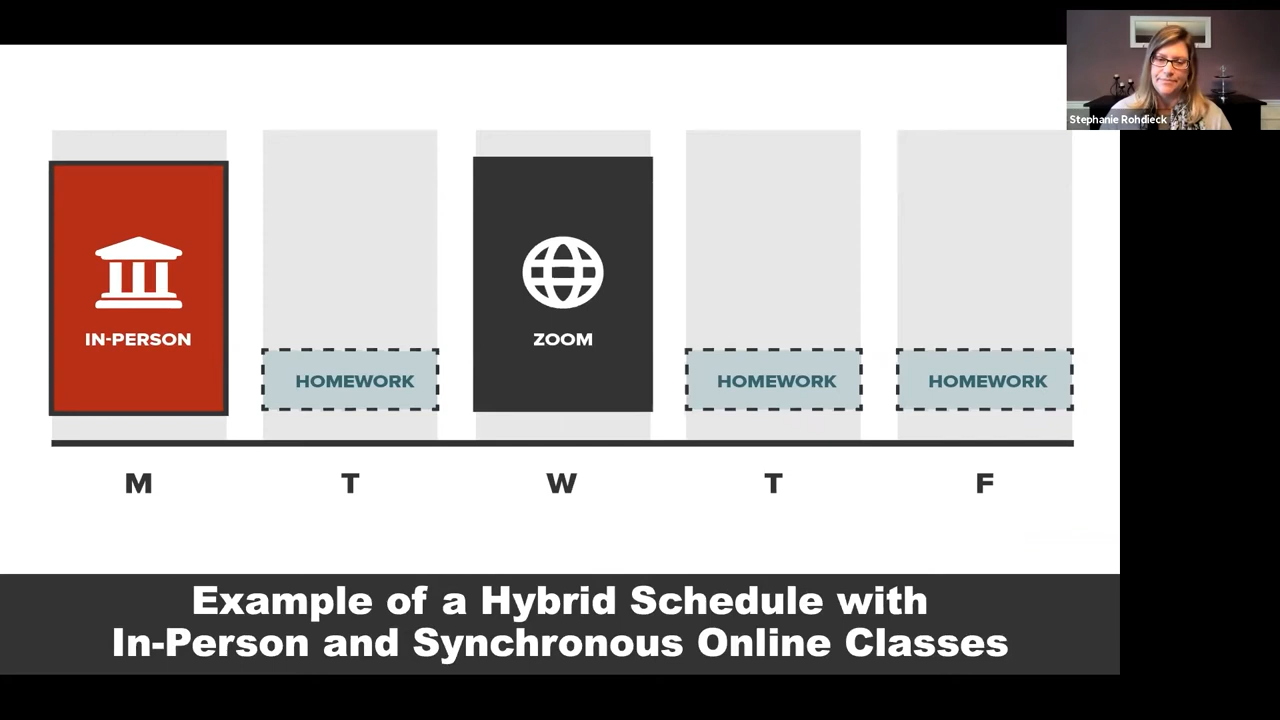 Stephanie Rohdieck
IN-PERSON
HOMEWORK
ZOOM
HOMEWORK
HOMEWORK
M
T
W
T
F
Example of a Hybrid Schedule with
In-Person and Synchronous Online Classes